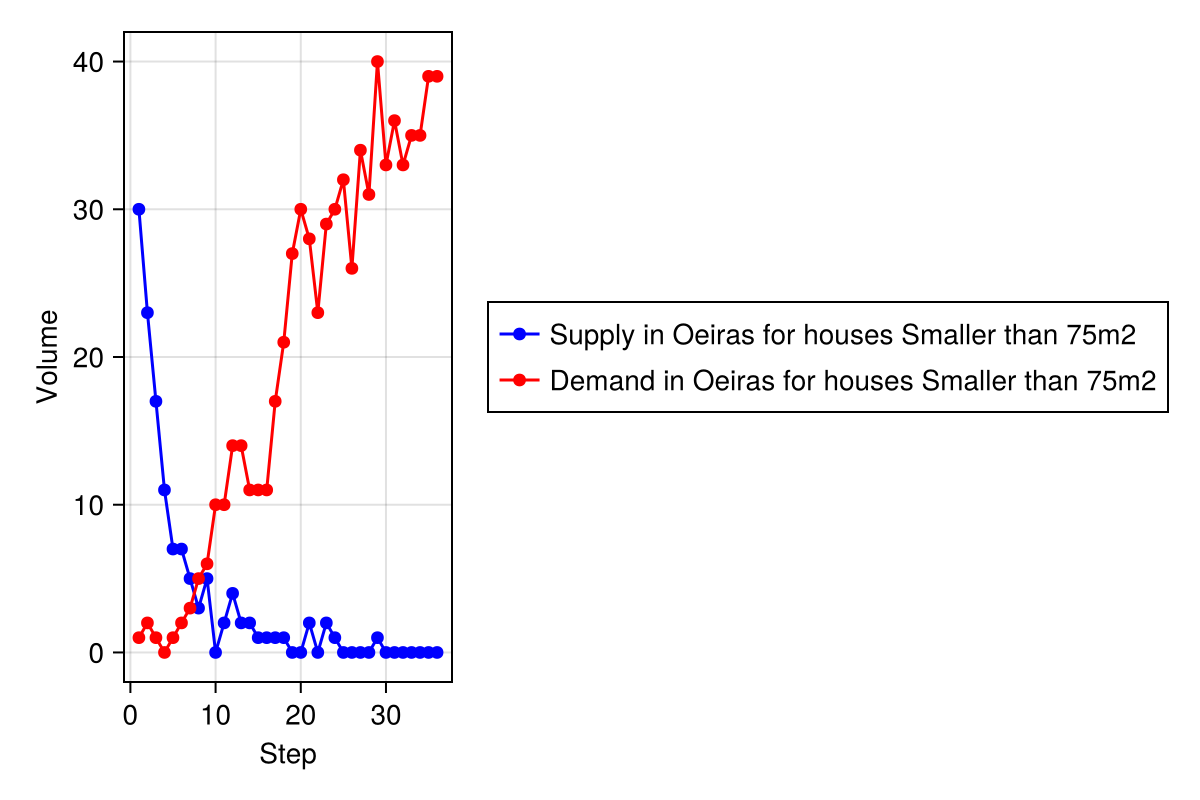 40
30
20
10
0
Volume
0 10 20 30
Step
Supply in Oeiras for houses Smaller than 75m2
Demand in Oeiras for houses Smaller than 75m2